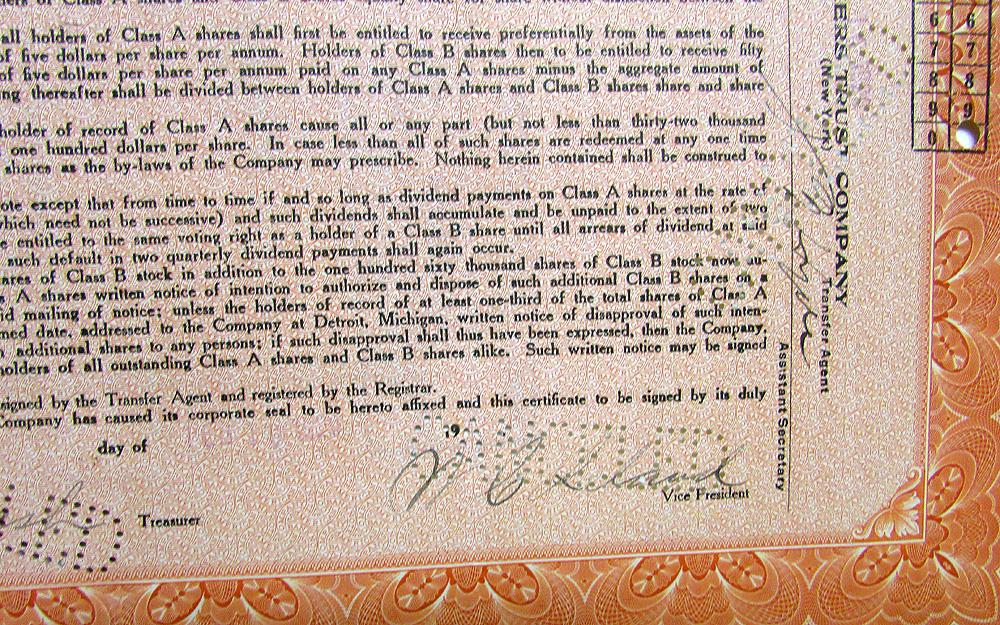 all holders of Class A shares shall first be entitled to receive preferentially from the assets of the
of five dollars per share per annum. Holders of Class B shares then to be entitled to receive fifty
of five dollars per share per annum paid on any Class A shares minus the aggregate amount of
ng thereafter shall be divided between holders of Class A shares and Class B shares share and share
holder of record of Class A shares cause all or any part (but not less than thirty-two thousand
one hundred dollars per share. In case less than all of such shares are redeemed at any one time
shares as the by-laws of the Company may prescribe. Nothing herein contained shall be construed to
ote except that from time to time if and so long as dividend payments on Class A shares at the rate of
which need not be successive) and such dividends shall accumulate and be unpaid to the extent of two
e entitled to the same voting right as a holder of a Class B share until all arrears of dividend at said
such default in two quarterly dividend payments shall again occur.
ares of Class B stock in addition to the one hundred sixty thousand shares of Class B stock now au-
s A shares written notice of intention to authorize and dispose of such additional Class B shares on a
id mailing of notice; unless the holders of record of at least one-third of the total shares of Class A
med date, addressed to the Company at Detroit, Michigan, written notice of disapproval of such inten-
additional shares to any persons; if such disapproval shall thus have been expressed, then the Company,
holders of all outstanding Class A shares and Class B shares alike. Such written notice may be signed
signed by the Transfer Agent and registered by the Registrar.
Company has caused its corporate seal to be hereto affixed and this certificate to be signed by its duly
day of 19
Vice President
Treasurer
ERS TRUST COMPANY
(New York)
Transfer Agent
Assistant Secretary
6 6
7 7
8 8
9 9
0